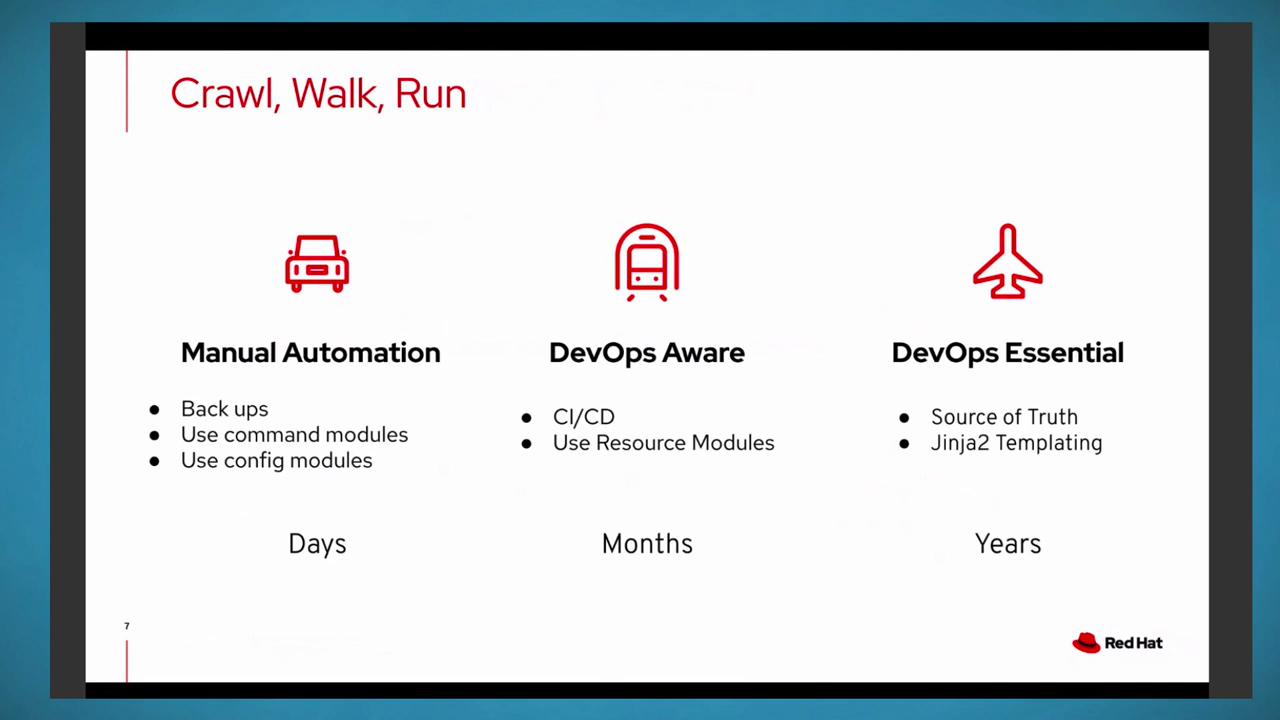 Crawl, Walk, Run
Manual Automation
● Back ups
● Use command modules
● Use config modules
Days
DevOps Aware
● CI/CD
● Use Resource Modules
Months
DevOps Essential
● Source of Truth
● Jinja2 Templating
Years
7
Red Hat